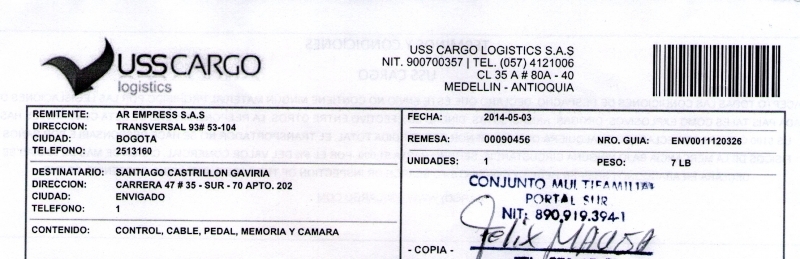 USSCARGO
logistics
USS CARGO LOGISTICS S.A.S
NIT. 900700357 | TEL. (057) 4121006
CL 35 A # 80A - 40
MEDELLIN - ANTIOQUIA
REMITENTE: AR EMPRESS S.A.S
DIRECCION: TRANSVERSAL 93# 53-104
CIUDAD: BOGOTA
TELEFONO: 2513160
FECHA: 2014-05-03
REMESA: 00090456 NRO. GUIA: ENV0011120326
UNIDADES: 1 PESO: 7 LB
DESTINATARIO: SANTIAGO CASTRILLON GAVIRIA
DIRECCION: CARRERA 47 # 35 - SUR - 70 APTO. 202
CIUDAD: ENVIGADO
TELEFONO: 1
CONTENIDO: CONTROL, CABLE, PEDAL, MEMORIA Y CAMARA
CONJUNTO MULTIFAMILIAR
PORTAL SUR
NIT: 890,919.394-1
Felix
- COPIA -